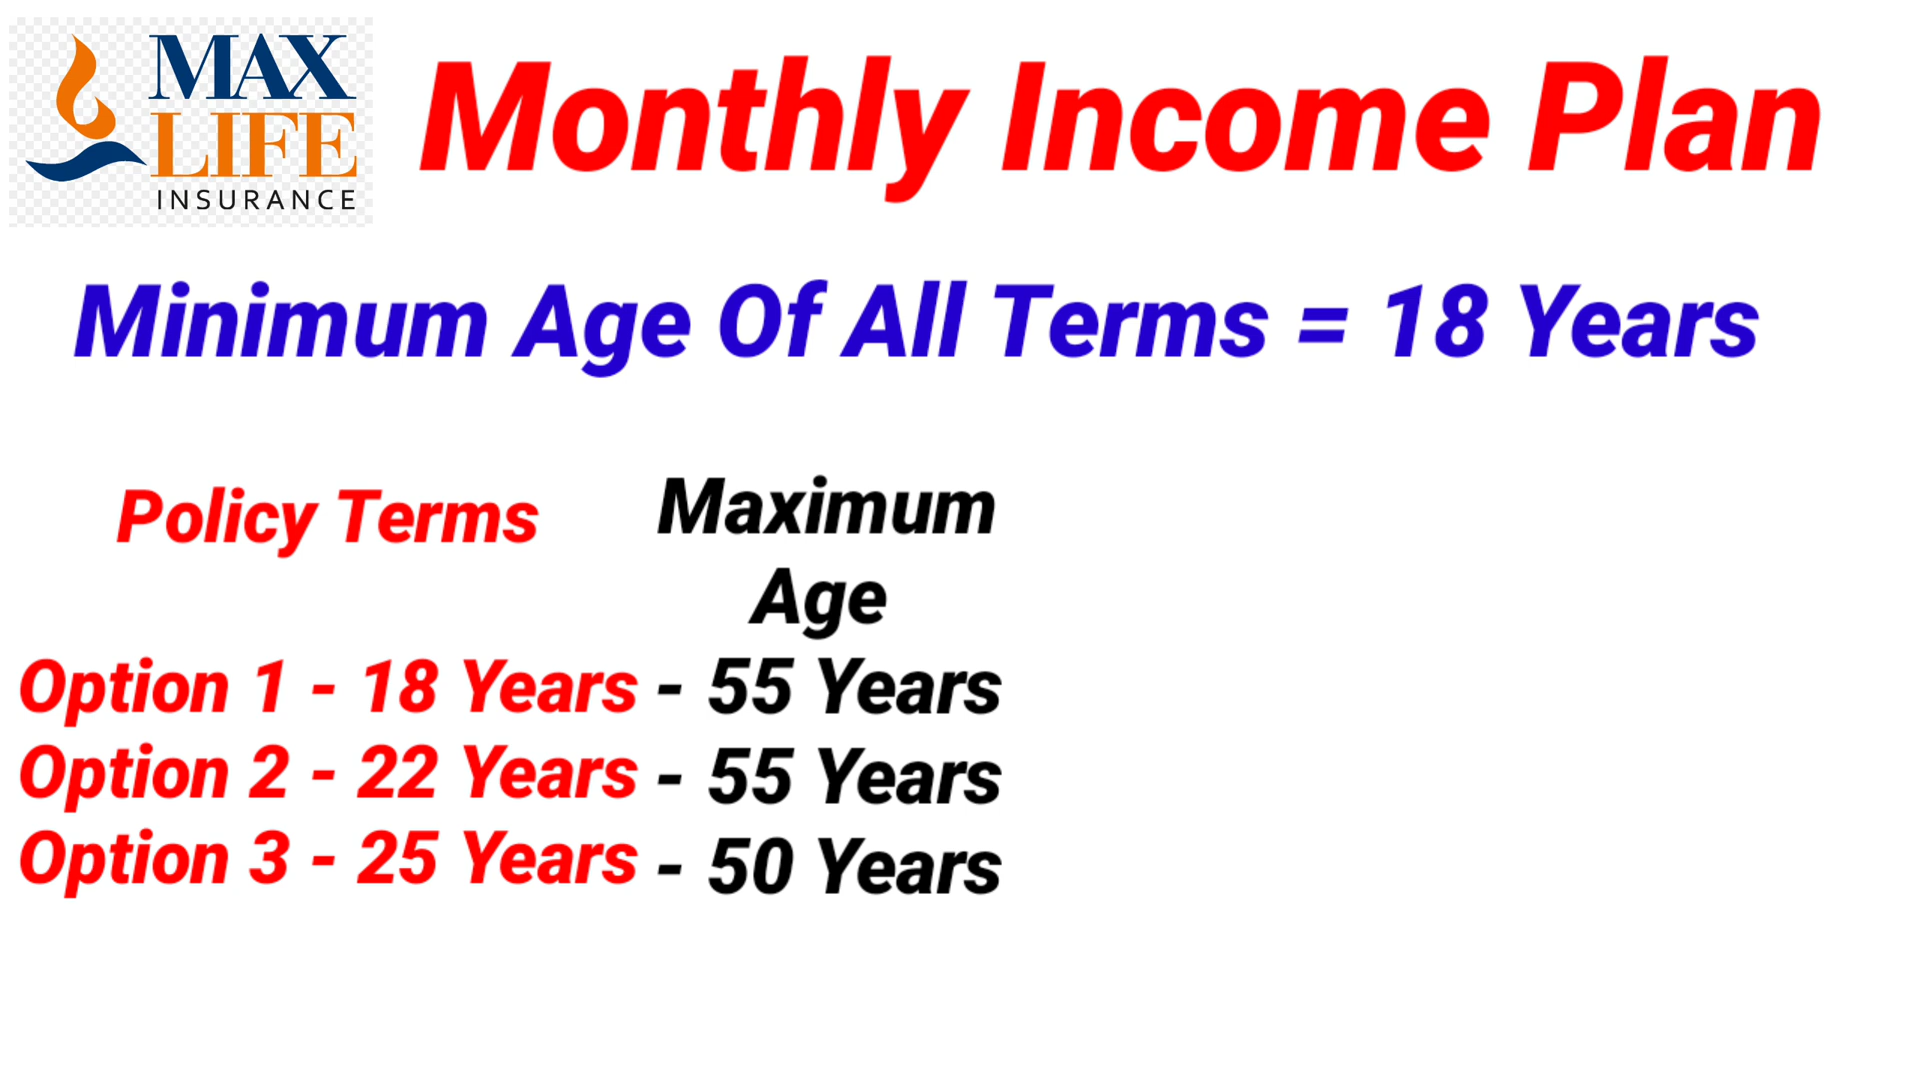 MAX
LIFE
INSURANCE
Monthly Income Plan
Minimum Age Of All Terms = 18 Years
Policy Terms
Maximum
Age
Option 1 - 18 Years - 55 Years
Option 2 - 22 Years - 55 Years
Option 3 - 25 Years - 50 Years